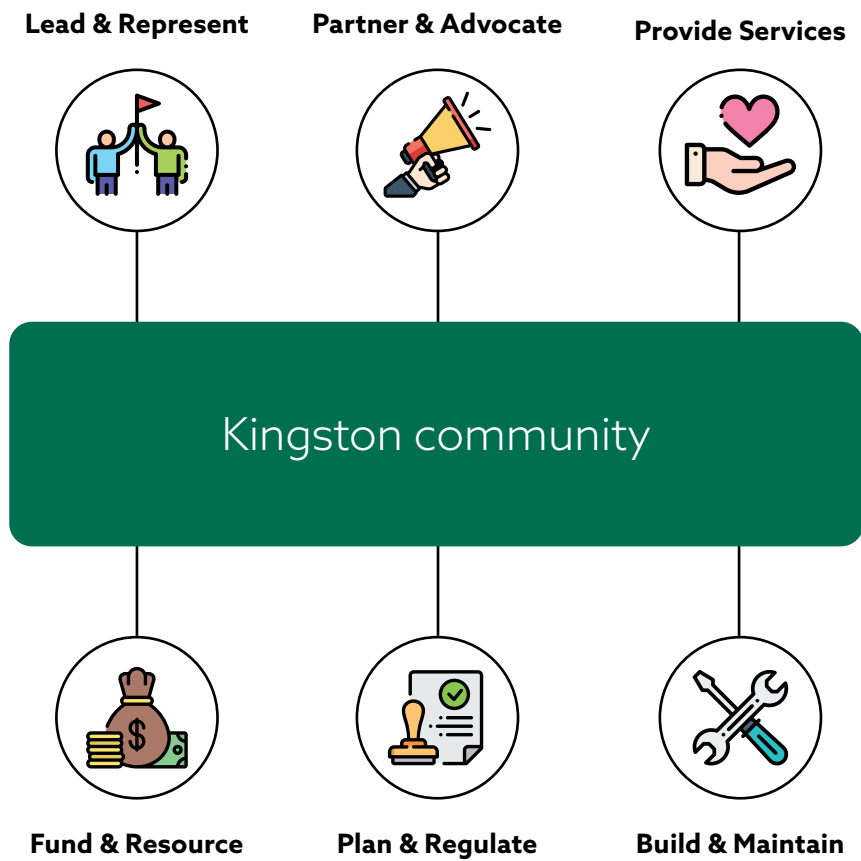 Lead & Represent
Partner & Advocate
Provide Services
Kingston community
$
Fund & Resource
Plan & Regulate
Build & Maintain